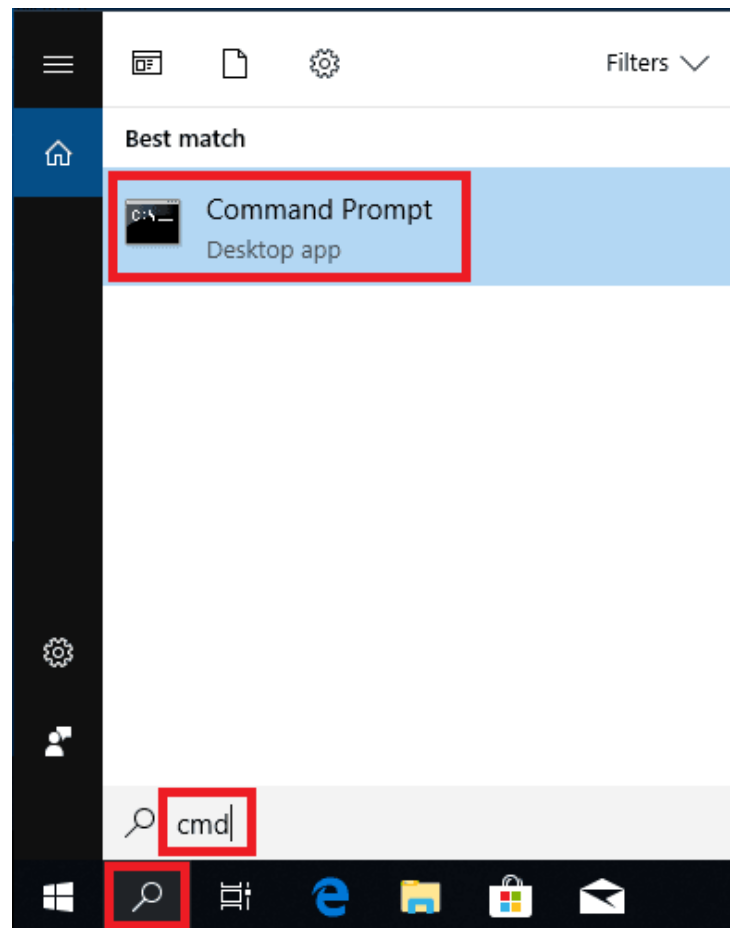 Filters
Best match
C:\_
Command Prompt
Desktop app
cmd